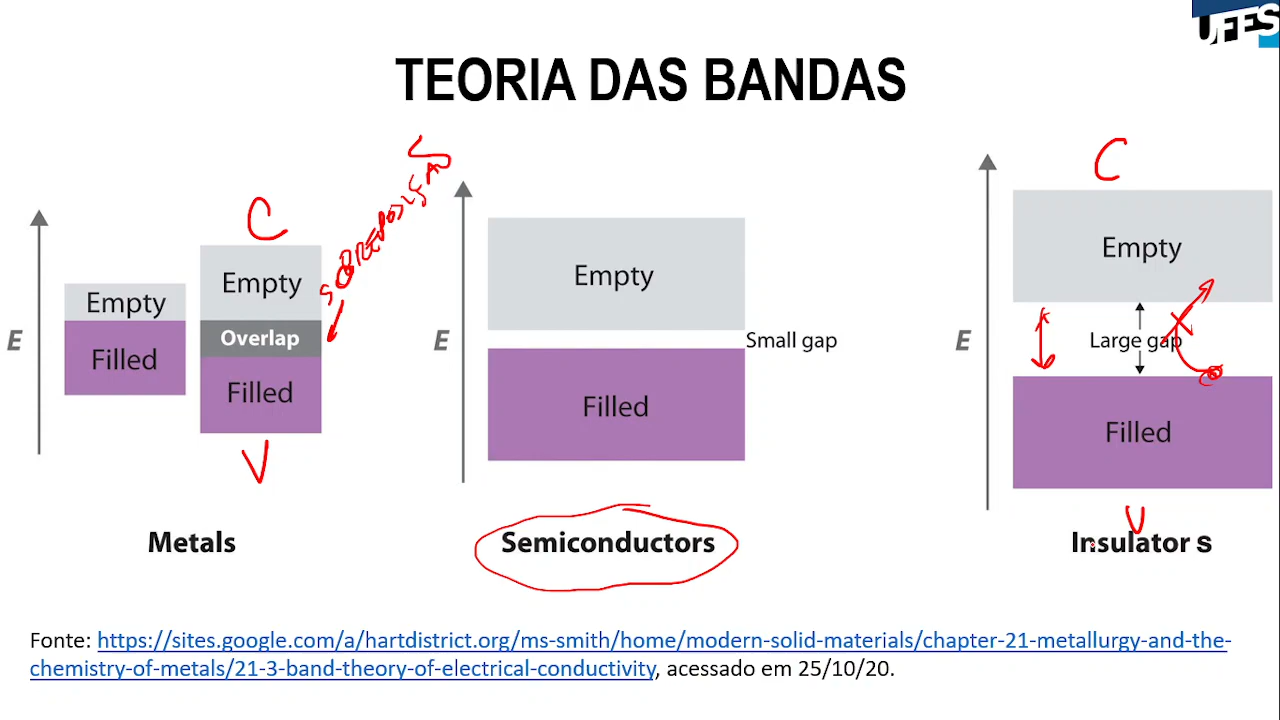 UFES
TEORIA DAS BANDAS
C
C
SOBREPOSIÇÃO
E
Empty
Filled
Empty
Overlap
Filled
V
Metals
E
Empty
Small gap
Filled
Semiconductors
E
Empty
Large gap
Filled
V
Insulator s
Fonte: https://sites.google.com/a/hartdistrict.org/ms-smith/home/modern-solid-materials/chapter-21-metallurgy-and-the-
chemistry-of-metals/21-3-band-theory-of-electrical-conductivity, acessado em 25/10/20.